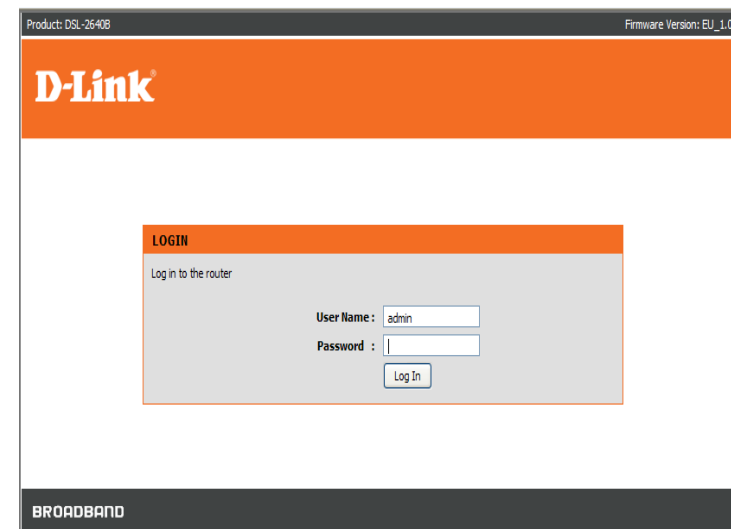 Product: DSL-2640B Firmware Version: EU_1.0
D-Link®
LOGIN
Log in to the router
User Name : admin
Password :
Log In
BROADBAND